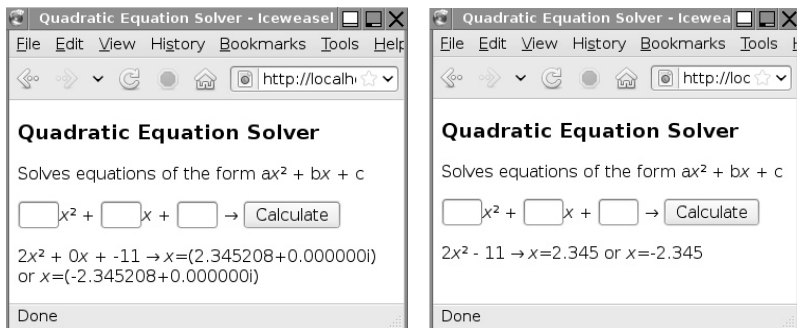 Quadratic Equation Solver - Iceweasel
File Edit View History Bookmarks Tools Help
http://localh
Quadratic Equation Solver
Solves equations of the form ax² + bx + c
x² + x + → Calculate
2x² + 0x + -11 → x=(2.345208+0.000000i)
or x=(-2.345208+0.000000i)
Done
Quadratic Equation Solver - Icewea
File Edit View History Bookmarks Tools H
http://loc
Quadratic Equation Solver
Solves equations of the form ax² + bx + c
x² + x + → Calculate
2x² - 11 → x=2.345 or x=-2.345
Done